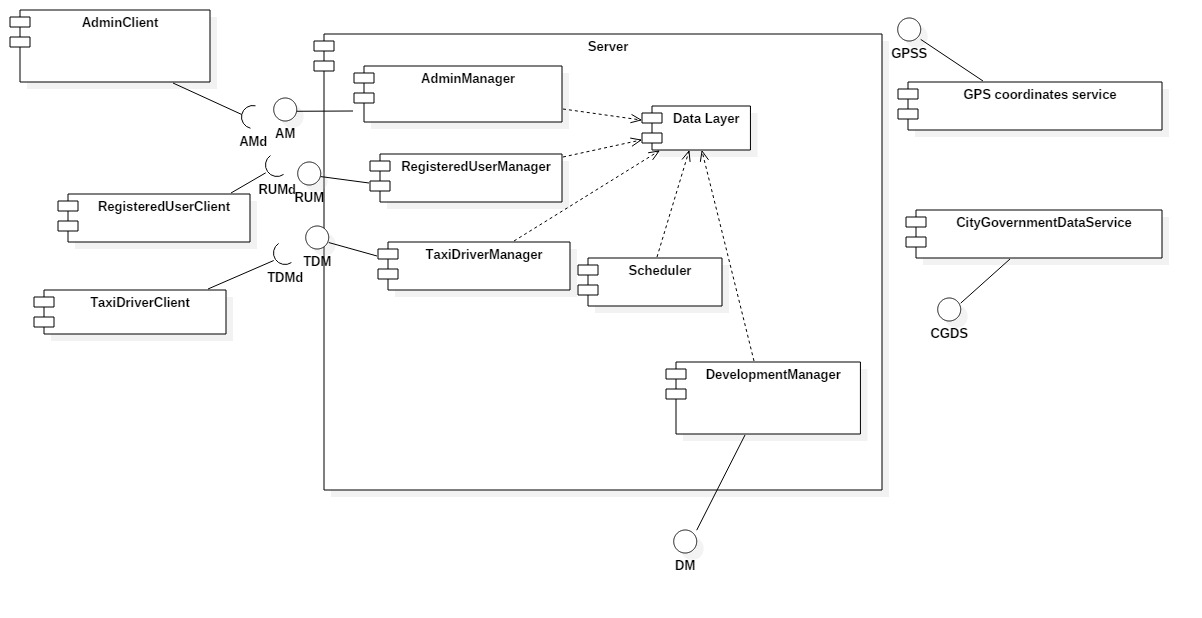 AdminClient
Server
GPSS
AdminManager
GPS coordinates service
Data Layer
AMd
AM
RegisteredUserManager
RUMd
RUM
RegisteredUserClient
CityGovernmentDataService
TaxiDriverManager
TDM
Scheduler
TDMd
TaxiDriverClient
CGDS
DevelopmentManager
DM